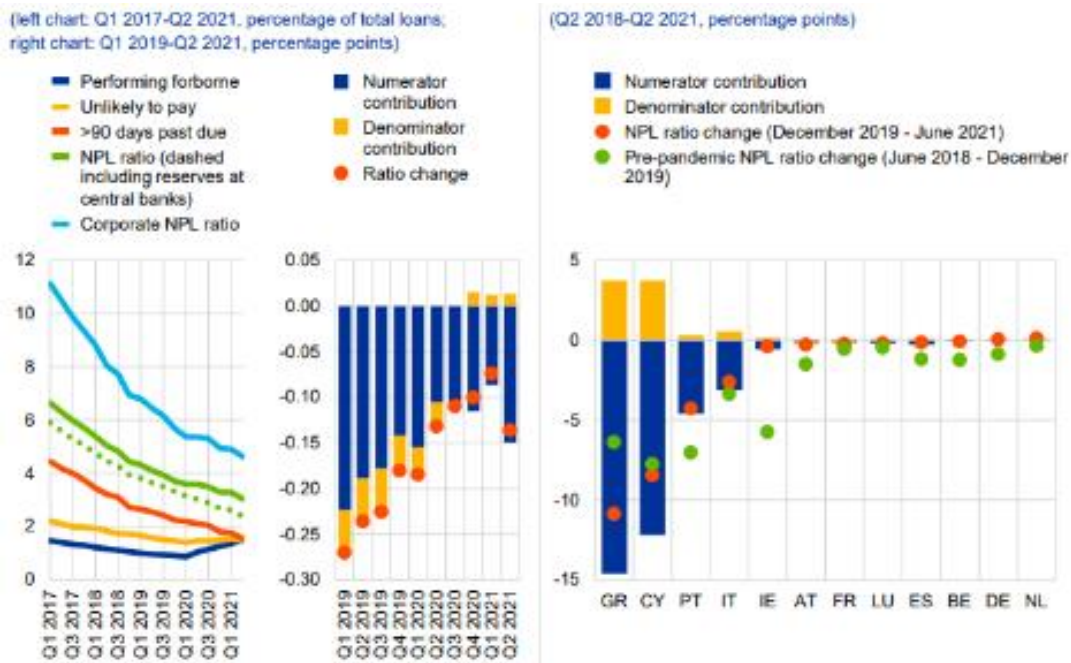 (left chart: Q1 2017-Q2 2021, percentage of total loans;
right chart: Q1 2019-Q2 2021, percentage points)
Performing forborne
Unlikely to pay
>90 days past due
NPL ratio (dashed
including reserves at
central banks)
Corporate NPL ratio
Numerator
contribution
Denominator
contribution
Ratio change
(Q2 2018-Q2 2021, percentage points)
Numerator contribution
Denominator contribution
NPL ratio change (December 2019 - June 2021)
Pre-pandemic NPL ratio change (June 2018 - December
2019)
12
10
8
6
4
2
0
Q1 2017
Q3 2017
Q1 2018
Q3 2018
Q1 2019
Q3 2019
Q1 2020
Q3 2020
Q1 2021
0.05
0.00
-0.05
-0.10
-0.15
-0.20
-0.25
-0.30
Q1 2019
Q2 2019
Q3 2019
Q4 2019
Q1 2020
Q2 2020
Q3 2020
Q4 2020
Q1 2021
Q2 2021
5
0
-5
-10
-15
GR CY PT IT IE AT FR LU ES BE DE NL